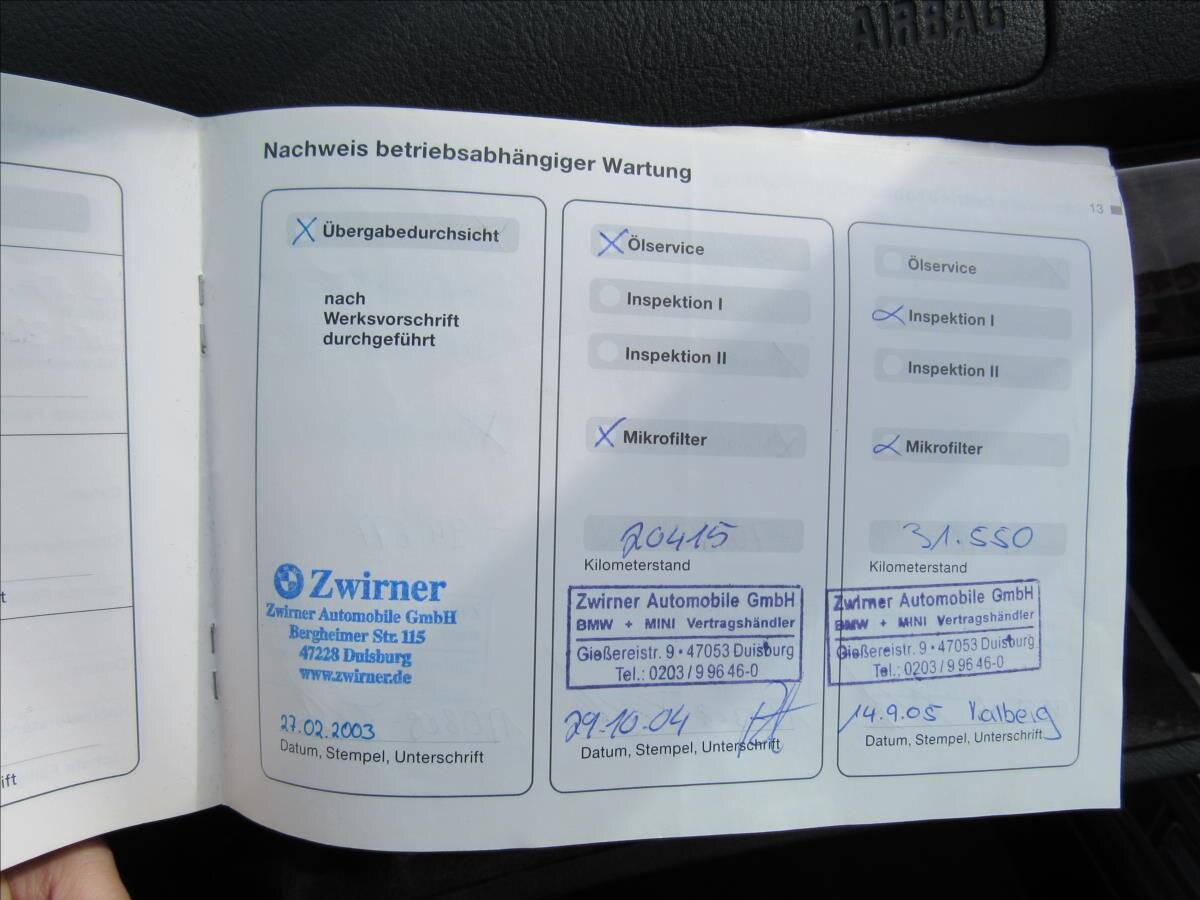 AIRBAG
Nachweis betriebsabhängiger Wartung
13
X Übergabedurchsicht
nach
Werksvorschrift
durchgeführt
Zwirner
Zwirner Automobile GmbH
Bergheimer Str. 115
47228 Duisburg
www.zwirner.de
27.02.2003
Datum, Stempel, Unterschrift
X Ölservice
Inspektion I
Inspektion II
X Mikrofilter
20415
Kilometerstand
Zwirner Automobile GmbH
BMW + MINI Vertragshändler
Gießereistr. 9 • 47053 Duisburg
Tel.: 0203 / 9 96 46-0
29.10.04
Datum, Stempel, Unterschrift
Ölservice
Inspektion I
Inspektion II
Mikrofilter
31.550
Kilometerstand
Zwirner Automobile GmbH
BMW + MINI Vertragshändler
Gießereistr. 9 • 47053 Duisburg
Tel.: 0203 / 9 96 46-0
14.9.05
Datum, Stempel, Unterschrift
ift